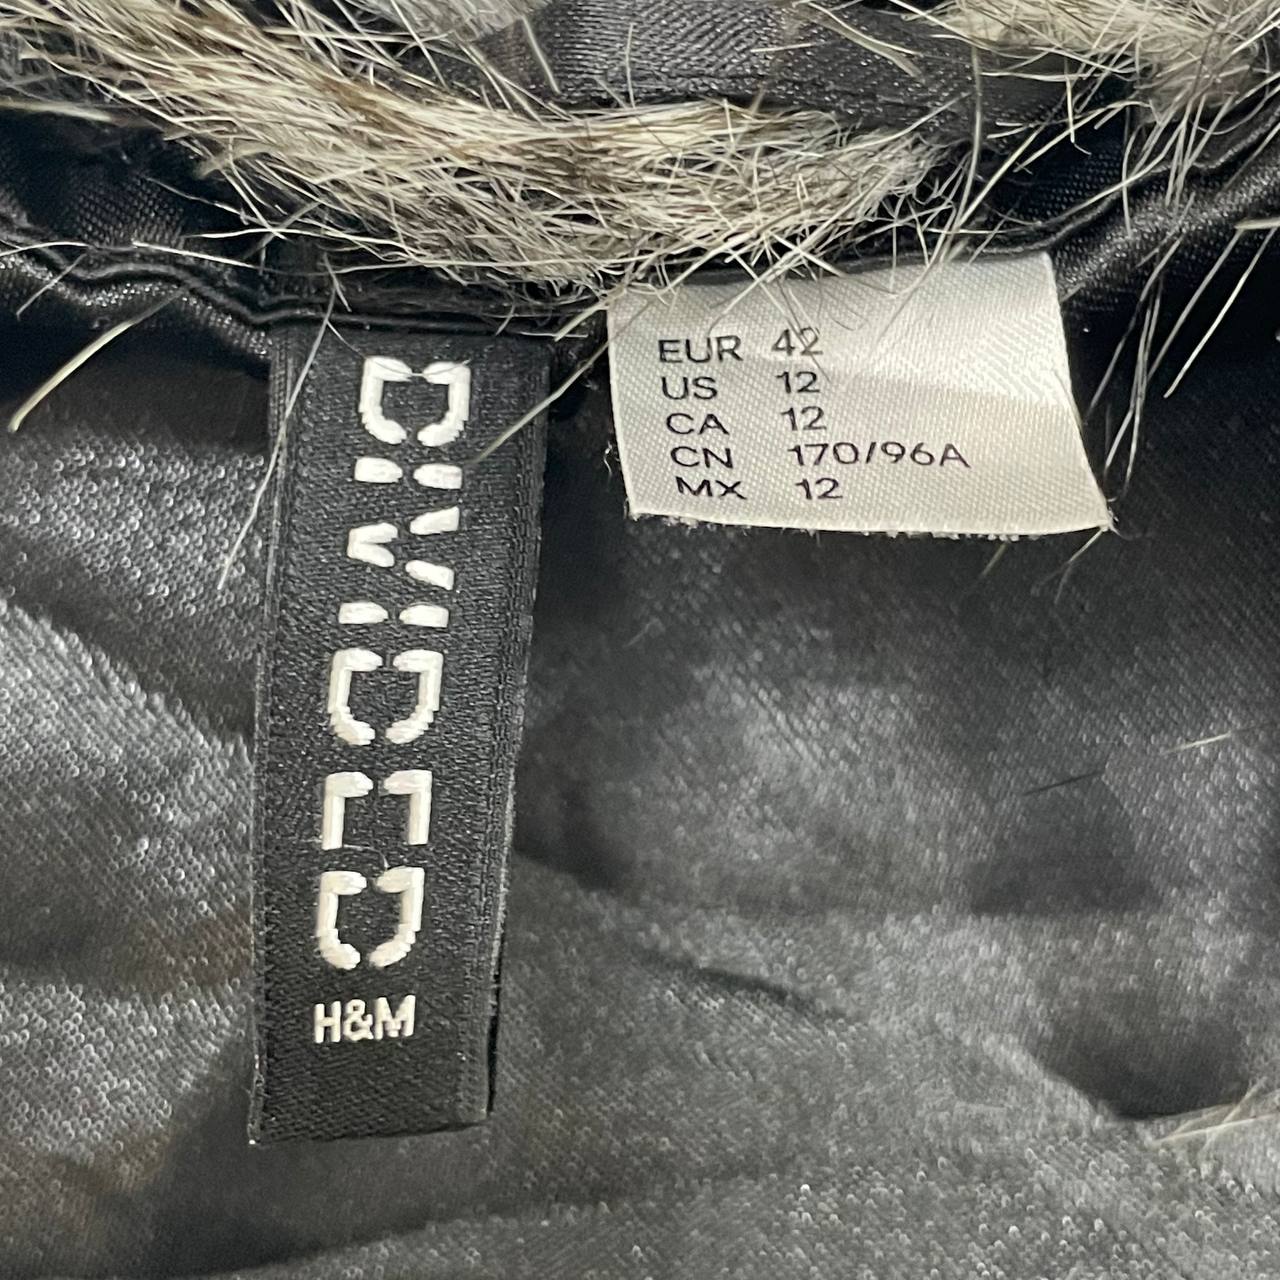 DIVIDED
H&M
EUR 42
US 12
CA 12
CN 170/96A
MX 12